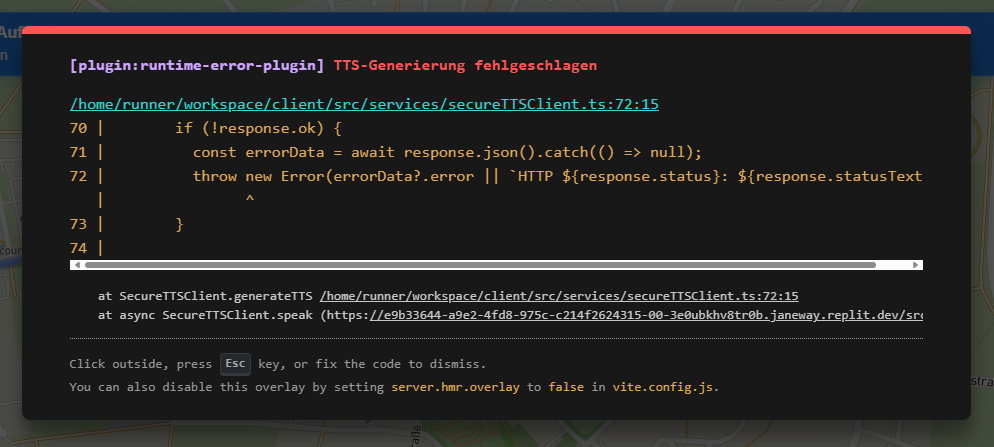 Auf
n
[plugin:runtime-error-plugin] TTS-Generierung fehlgeschlagen
/home/runner/workspace/client/src/services/secureTTSClient.ts:72:15
70 |        if (!response.ok) {
71 |          const errorData = await response.json().catch(() => null);
72 |          throw new Error(errorData?.error || `HTTP ${response.status}: ${response.statusText
   |                ^
73 |        }
74 |
at SecureTTSClient.generateTTS /home/runner/workspace/client/src/services/secureTTSClient.ts:72:15
at async SecureTTSClient.speak (https://e9b33644-a9e2-4fd8-975c-c214f2624315-00-3e0ubkhv8tr0b.janeway.replit.dev/src
Click outside, press Esc key, or fix the code to dismiss.
You can also disable this overlay by setting server.hmr.overlay to false in vite.config.js.
cour
stra
raße